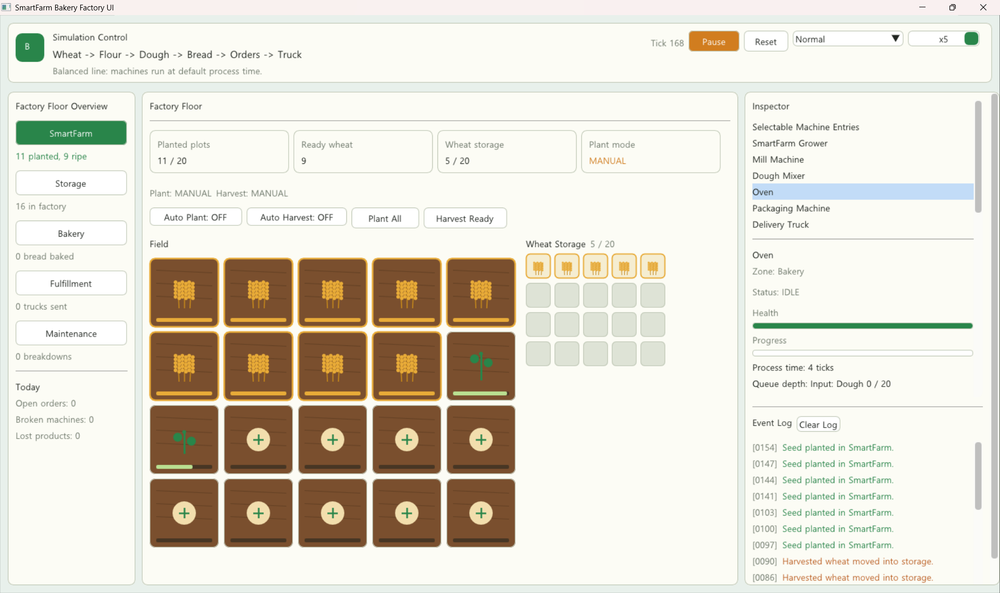 SmartFarm Bakery Factory UI
B
Simulation Control
Wheat -> Flour -> Dough -> Bread -> Orders -> Truck
Balanced line: machines run at default process time.
Tick 168
Pause
Reset
Normal
x5
Factory Floor Overview
SmartFarm
11 planted, 9 ripe
Storage
16 in factory
Bakery
0 bread baked
Fulfillment
0 trucks sent
Maintenance
0 breakdowns
Today
Open orders: 0
Broken machines: 0
Lost products: 0
Factory Floor
Planted plots
11 / 20
Ready wheat
9
Wheat storage
5 / 20
Plant mode
MANUAL
Plant: MANUAL Harvest: MANUAL
Auto Plant: OFF
Auto Harvest: OFF
Plant All
Harvest Ready
Field
Wheat Storage 5 / 20
Inspector
Selectable Machine Entries
SmartFarm Grower
Mill Machine
Dough Mixer
Oven
Packaging Machine
Delivery Truck
Oven
Zone: Bakery
Status: IDLE
Health
Progress
Process time: 4 ticks
Queue depth: Input: Dough 0 / 20
Event Log
Clear Log
[0154] Seed planted in SmartFarm.
[0147] Seed planted in SmartFarm.
[0144] Seed planted in SmartFarm.
[0141] Seed planted in SmartFarm.
[0103] Seed planted in SmartFarm.
[0100] Seed planted in SmartFarm.
[0097] Seed planted in SmartFarm.
[0090] Harvested wheat moved into storage.
[0086] Harvested wheat moved into storage.